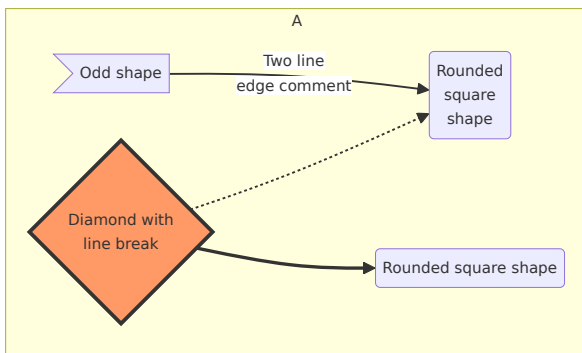 A
Odd shape
Two line
edge comment
Rounded
square
shape
Diamond with
line break
Rounded square shape